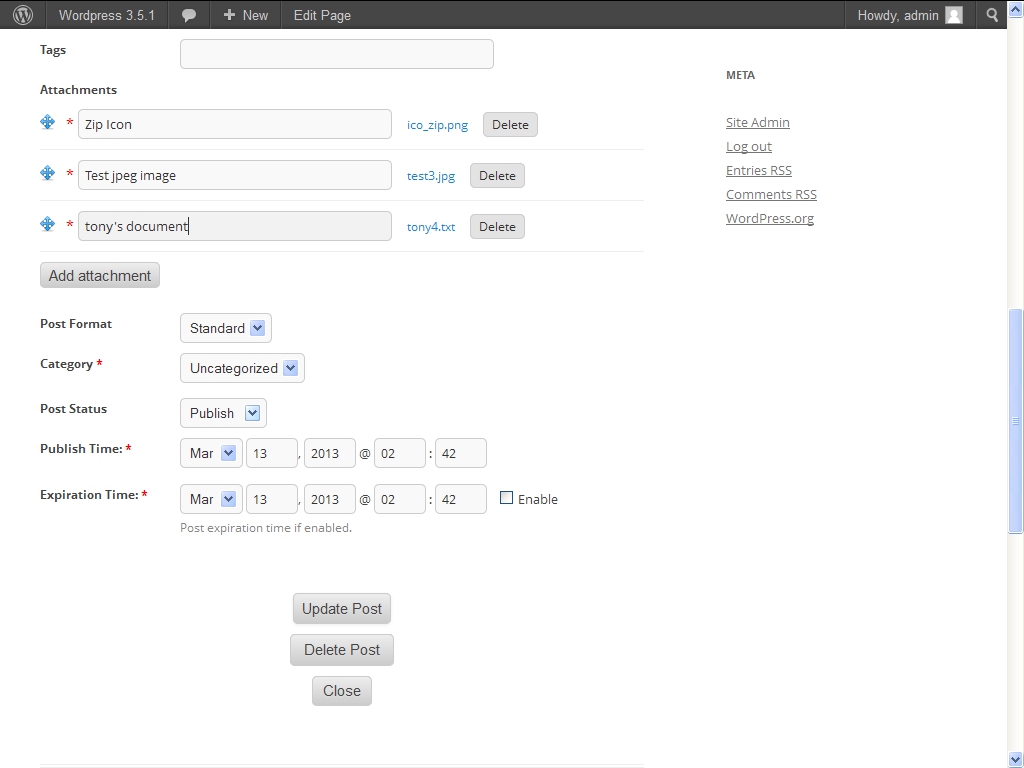 Wordpress 3.5.1 New Edit Page Howdy, admin
Tags
META
Attachments
* Zip Icon ico_zip.png Delete
Site Admin
Log out
* Test jpeg image test3.jpg Delete
Entries RSS
Comments RSS
* tony's document tony4.txt Delete
WordPress.org
Add attachment
Post Format Standard
Category * Uncategorized
Post Status Publish
Publish Time: * Mar 13 , 2013 @ 02 : 42
Expiration Time: * Mar 13 , 2013 @ 02 : 42 Enable
Post expiration time if enabled.
Update Post
Delete Post
Close